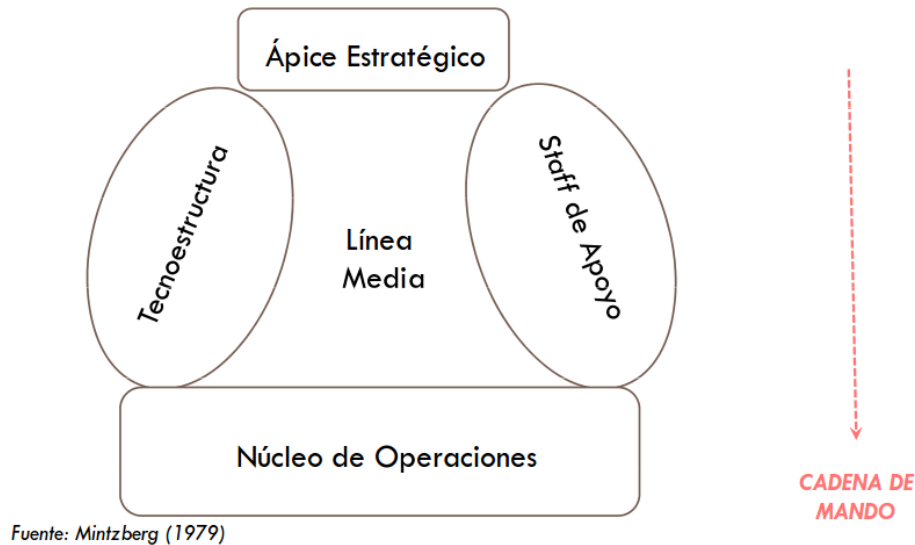 Ápice Estratégico
Tecnoestructura
Línea
Media
Staff de Apoyo
Núcleo de Operaciones
CADENA DE
MANDO
Fuente: Mintzberg (1979)